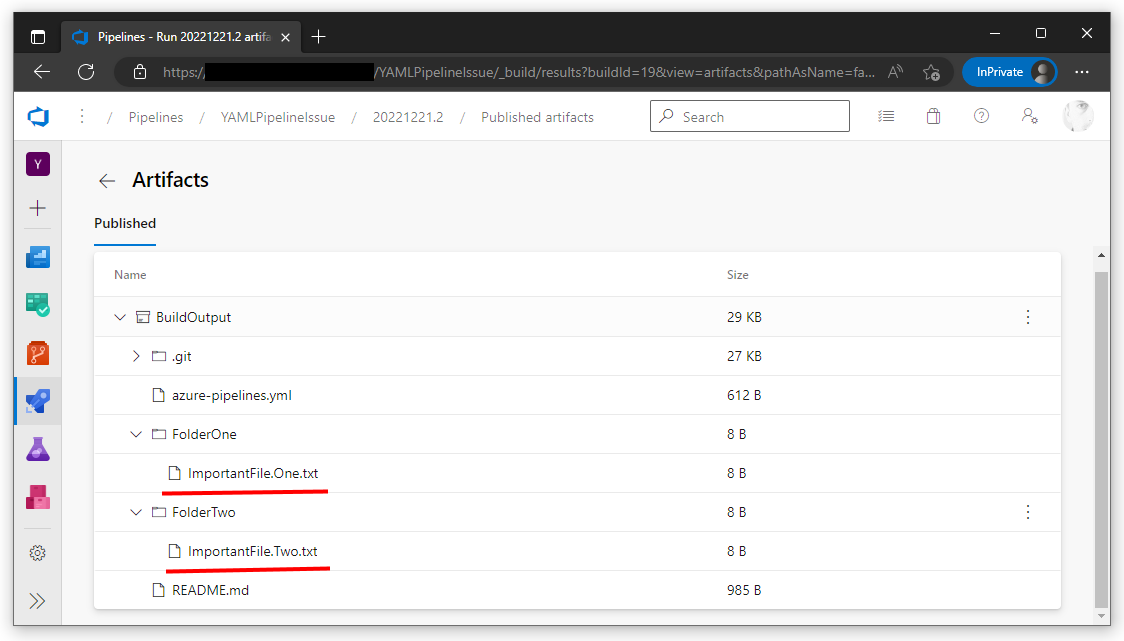 Pipelines - Run 20221221.2 artifa
https:// /YAMLPipelineIssue/_build/results?buildId=19&view=artifacts&pathAsName=fa...
InPrivate
/ Pipelines / YAMLPipelineIssue / 20221221.2 / Published artifacts
Search
Y
Artifacts
Published
Name Size
BuildOutput 29 KB
.git 27 KB
azure-pipelines.yml 612 B
FolderOne 8 B
ImportantFile.One.txt 8 B
FolderTwo 8 B
ImportantFile.Two.txt 8 B
README.md 985 B